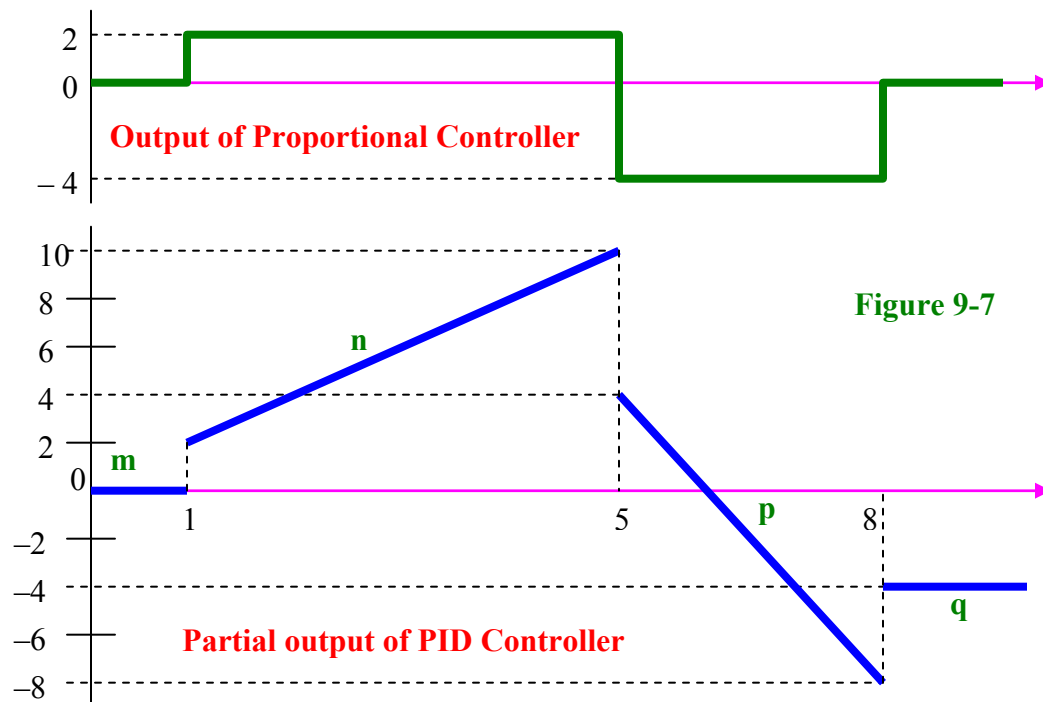 2
0
Output of Proportional Controller
– 4
10
8
Figure 9-7
n
6
4
2
m
0
1
5
p
8
–2
–4
q
–6
Partial output of PID Controller
–8